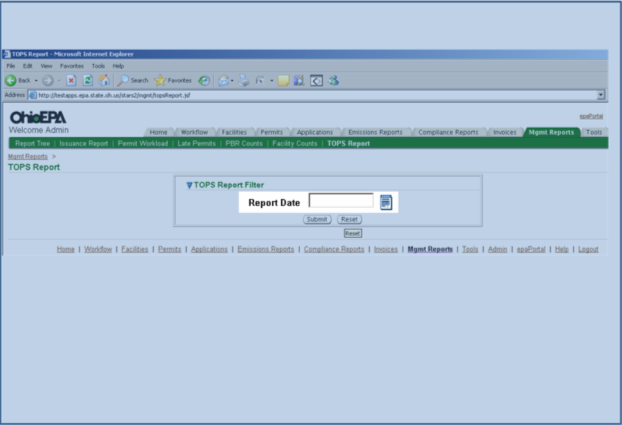 TOPS Report - Microsoft Internet Explorer
File Edit View Favorites Tools Help
Back Search Favorites
Address http://testapps.epa.state.oh.us/stars2/mgmt/topsReport.jsf
OhioEPA
epaPortal
Welcome Admin
Home Workflow Facilities Permits Applications Emissions Reports Compliance Reports Invoices Mgmt Reports Tools
Report Tree | Issuance Report | Permit Workload | Late Permits | PBR Counts | Facility Counts | TOPS Report
Mgmt Reports >
TOPS Report
TOPS Report Filter
Report Date
Submit Reset
Reset
Home | Workflow | Facilities | Permits | Applications | Emissions Reports | Compliance Reports | Invoices | Mgmt Reports | Tools | Admin | epaPortal | Help | Logout